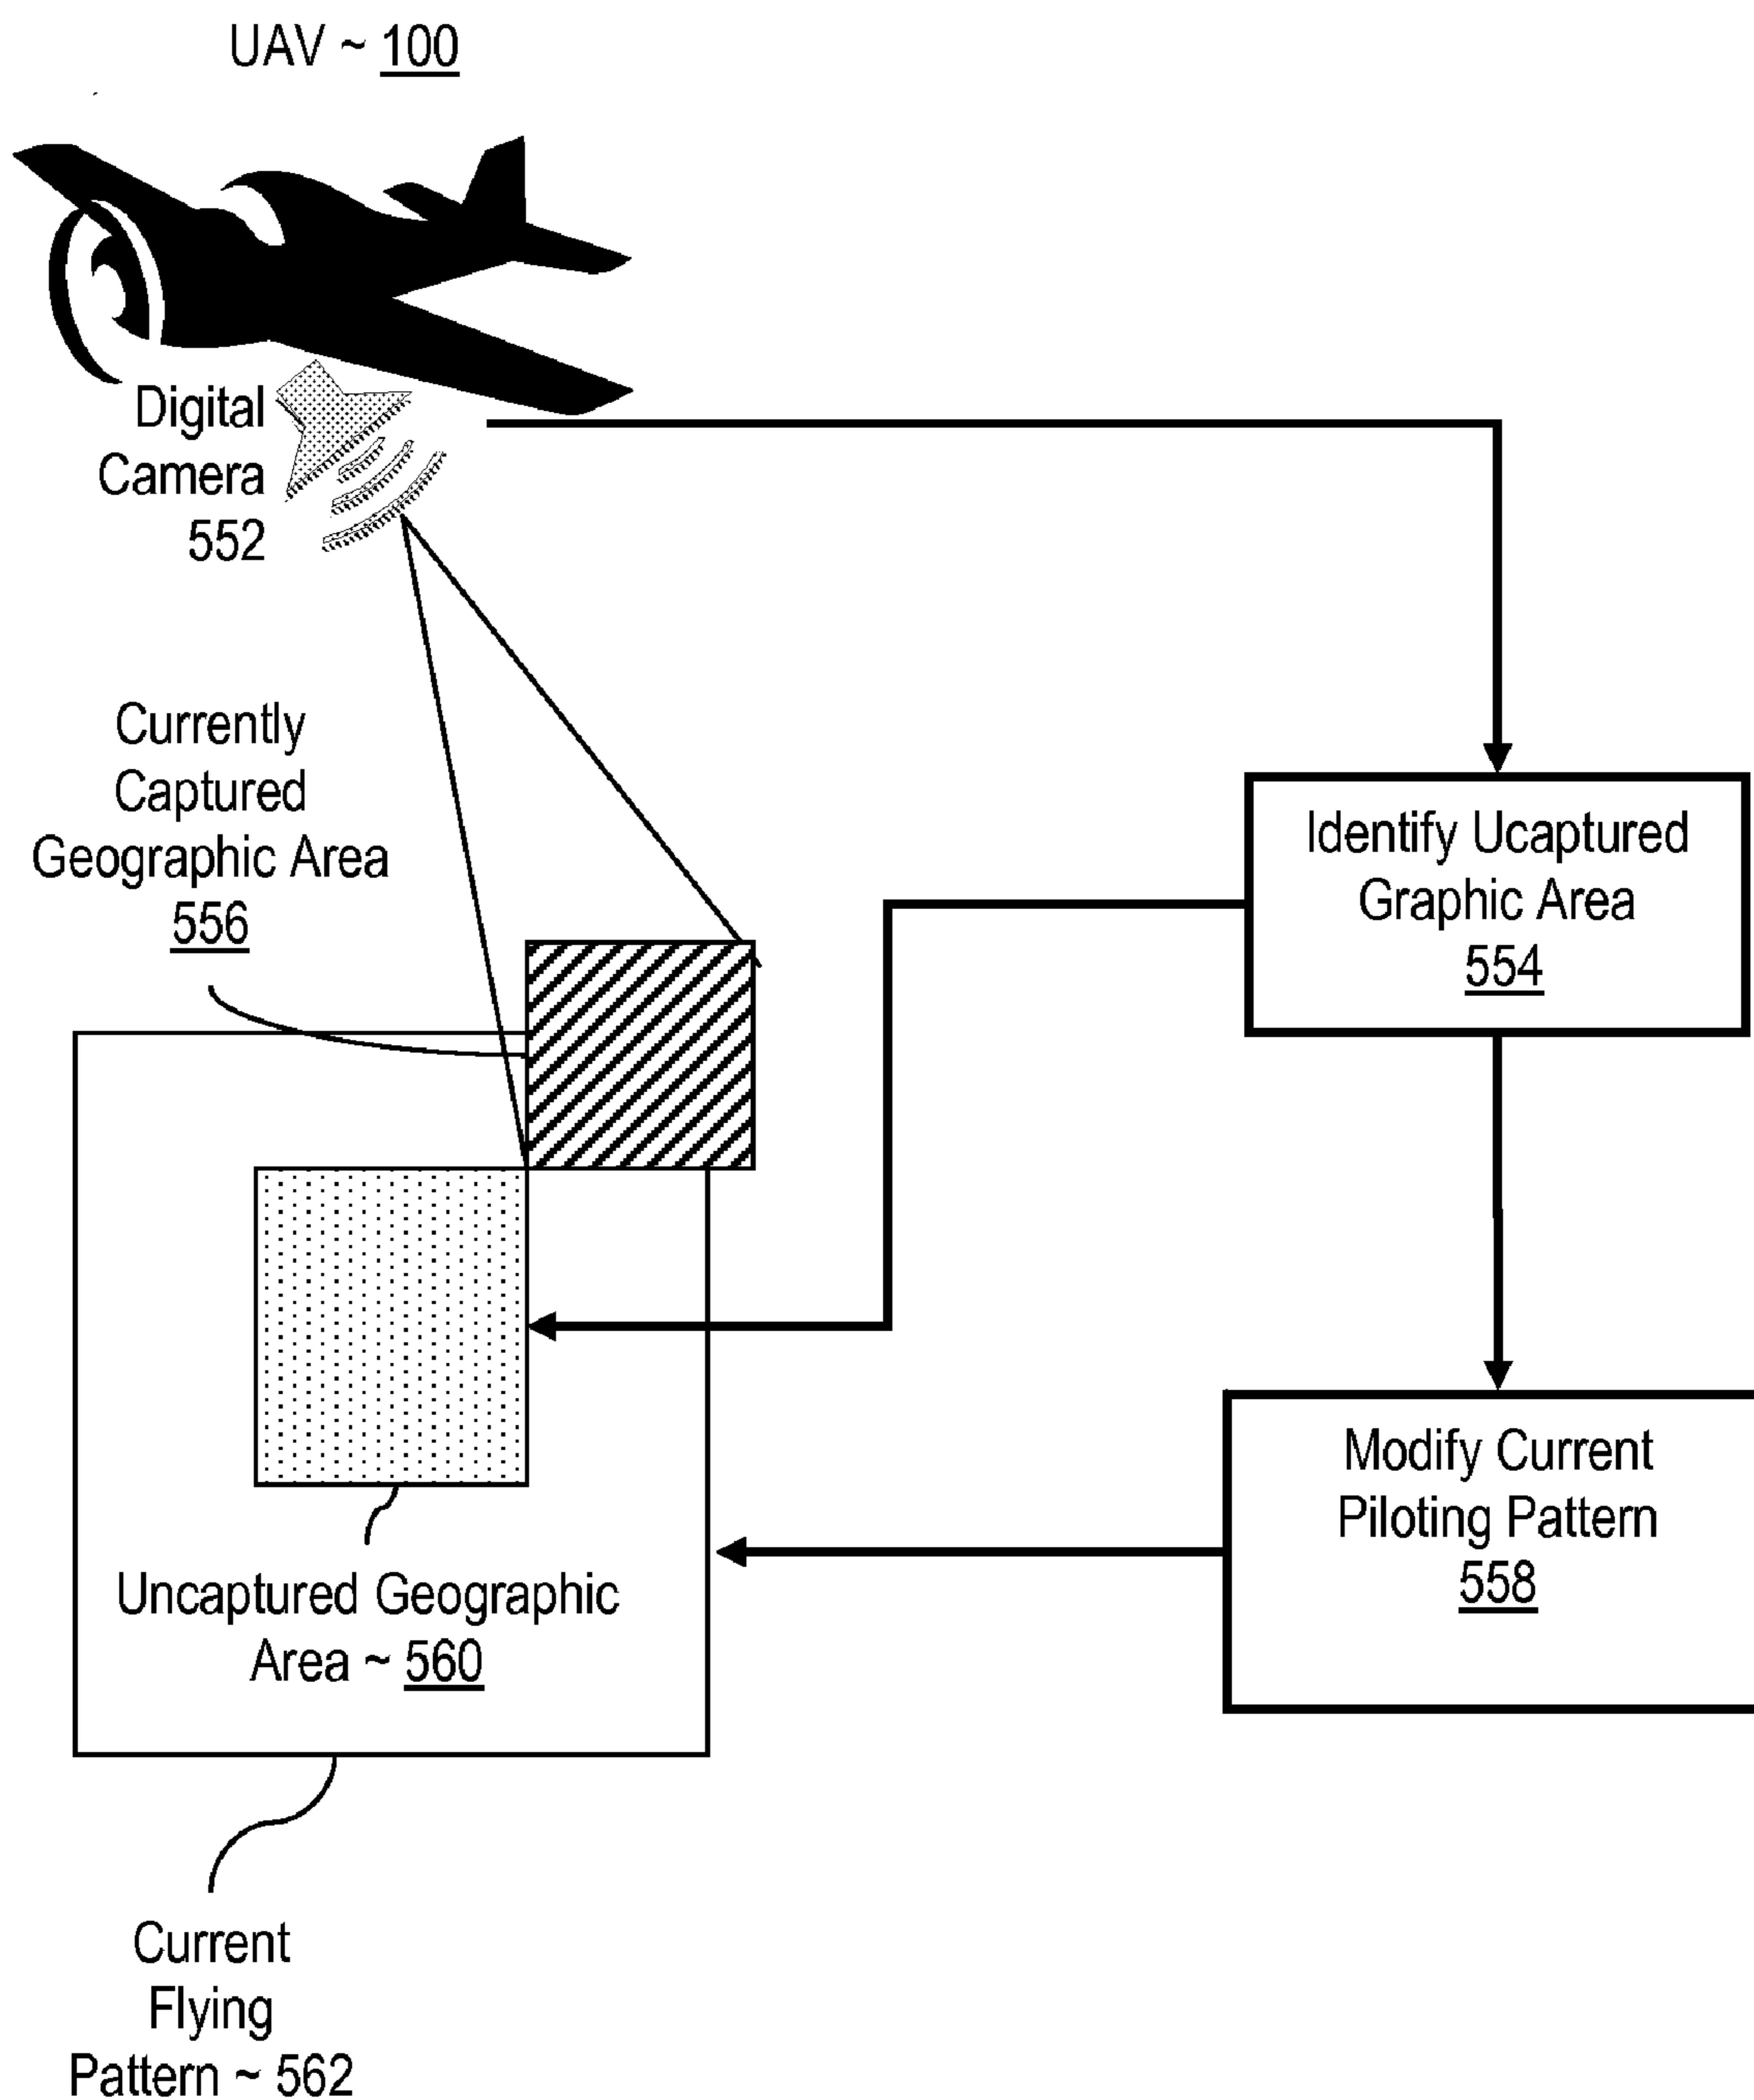 UAV ~ 100
Digital
Camera
552
Currently
Captured
Geographic Area
556
Identify Ucaptured
Graphic Area
554
Modify Current
Piloting Pattern
558
Uncaptured Geographic
Area ~ 560
Current
Flying
Pattern ~ 562